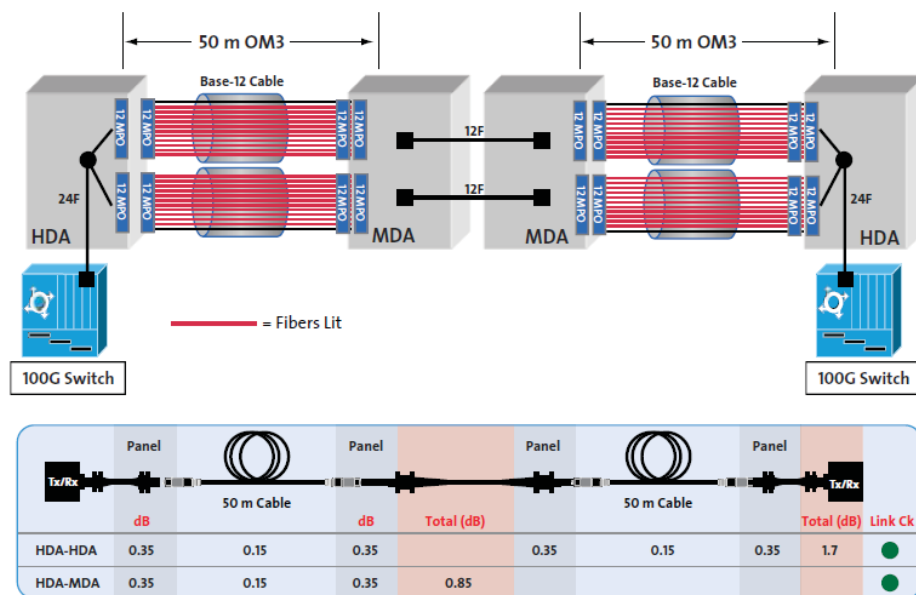 50 m OM3
50 m OM3
Base-12 Cable
Base-12 Cable
12 MPO
12 MPO
12 MPO
12 MPO
12F
12 MPO
12 MPO
12 MPO
12 MPO
24F
12 MPO
12 MPO
12 MPO
12 MPO
12F
12 MPO
12 MPO
12 MPO
12 MPO
24F
HDA
MDA
MDA
HDA
= Fibers Lit
100G Switch
100G Switch
Panel
Panel
Panel
Panel
Tx/Rx
50 m Cable
50 m Cable
Tx/Rx
dB
dB
Total (dB)
Total (dB)
Link Ck
HDA-HDA 0.35 0.15 0.35 0.35 0.15 0.35 1.7
HDA-MDA 0.35 0.15 0.35 0.85